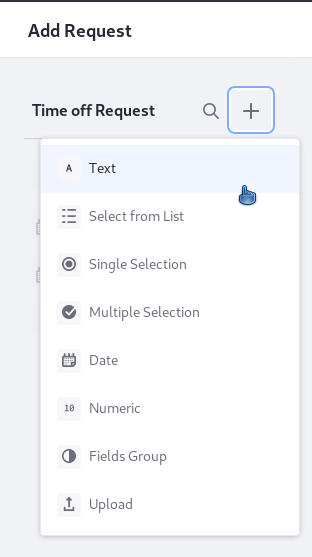 Add Request
Time off Request
A Text
Select from List
Single Selection
Multiple Selection
Date
10 Numeric
Fields Group
Upload